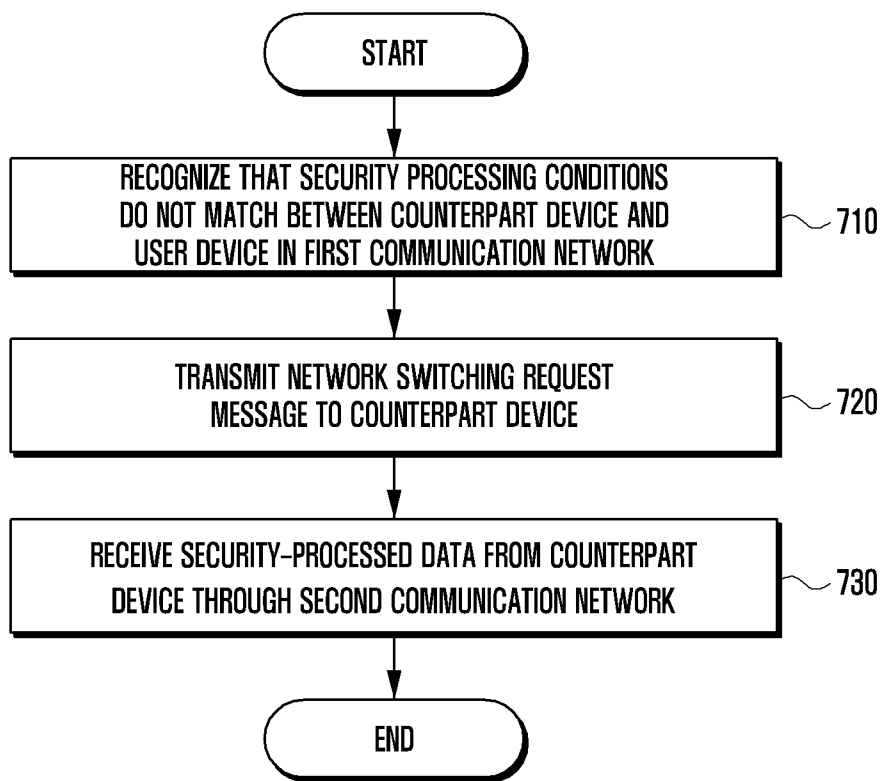 START
RECOGNIZE THAT SECURITY PROCESSING CONDITIONS
DO NOT MATCH BETWEEN COUNTERPART DEVICE AND
USER DEVICE IN FIRST COMMUNICATION NETWORK
710
TRANSMIT NETWORK SWITCHING REQUEST
MESSAGE TO COUNTERPART DEVICE
720
RECEIVE SECURITY-PROCESSED DATA FROM COUNTERPART
DEVICE THROUGH SECOND COMMUNICATION NETWORK
730
END